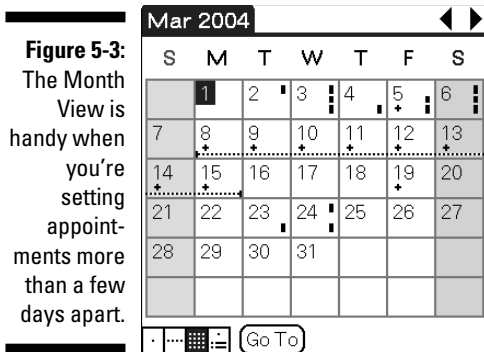 Figure 5-3:
The Month
View is
handy when
you're
setting
appoint-
ments more
than a few
days apart.
Mar 2004
S M T W T F S
1 2 3 4 5 6
7 8 9 10 11 12 13
14 15 16 17 18 19 20
21 22 23 24 25 26 27
28 29 30 31
Go To